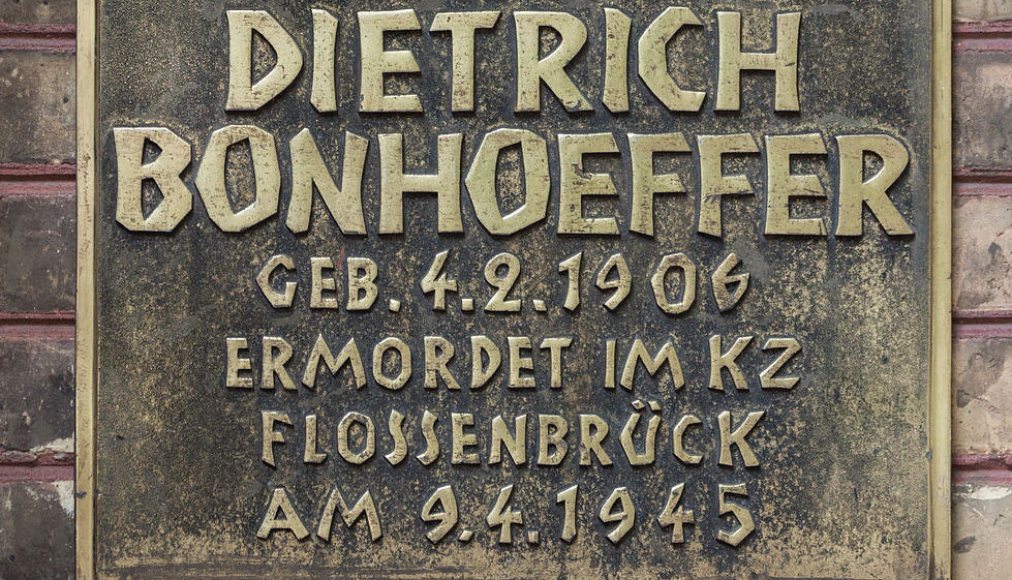 DIETRICH
BONHOEFFER
GEB. 4.2.1906
ERMORDET IM KZ
FLOSSENBRÜCK
AM 9.4.1945